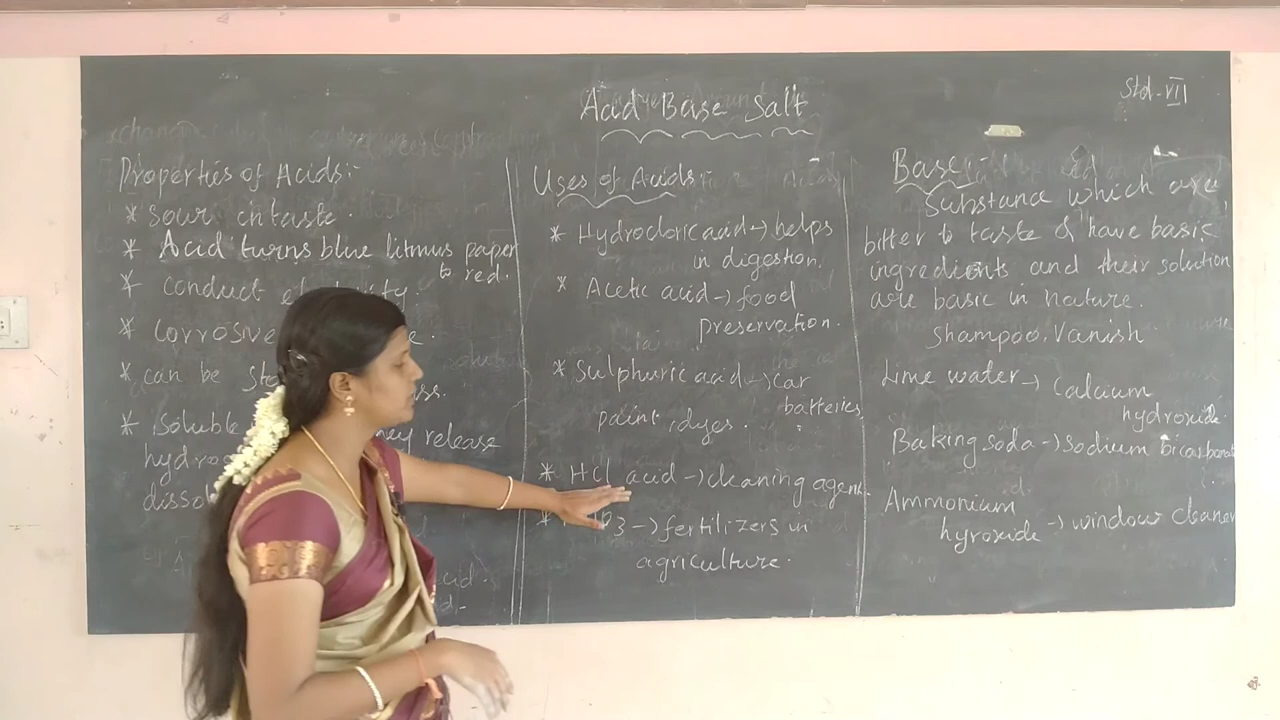 Acid Base Salt
Std-VII
Properties of Acids:-
* Sour in taste.
* Acid turns blue litmus paper
to red.
* conduct
* Corrosive
* can be
* Soluble release
Uses of Acids:-
* Hydrocloric acid → helps
in digestion.
* Acetic acid → food
preservation.
* Sulphuric acid → car
batteries
paint, dyes.
* HCl acid → cleaning agent.
* 3 → fertilizers in
agriculture.
Base:-
Substance which are
bitter to taste & have basic
ingredients and their solution
are basic in nature.
Shampoo, Vanish
Lime water → Calcium
hydroxide.
Baking soda → Sodium bicarbonat
Ammonium
hyroxide → window cleaner